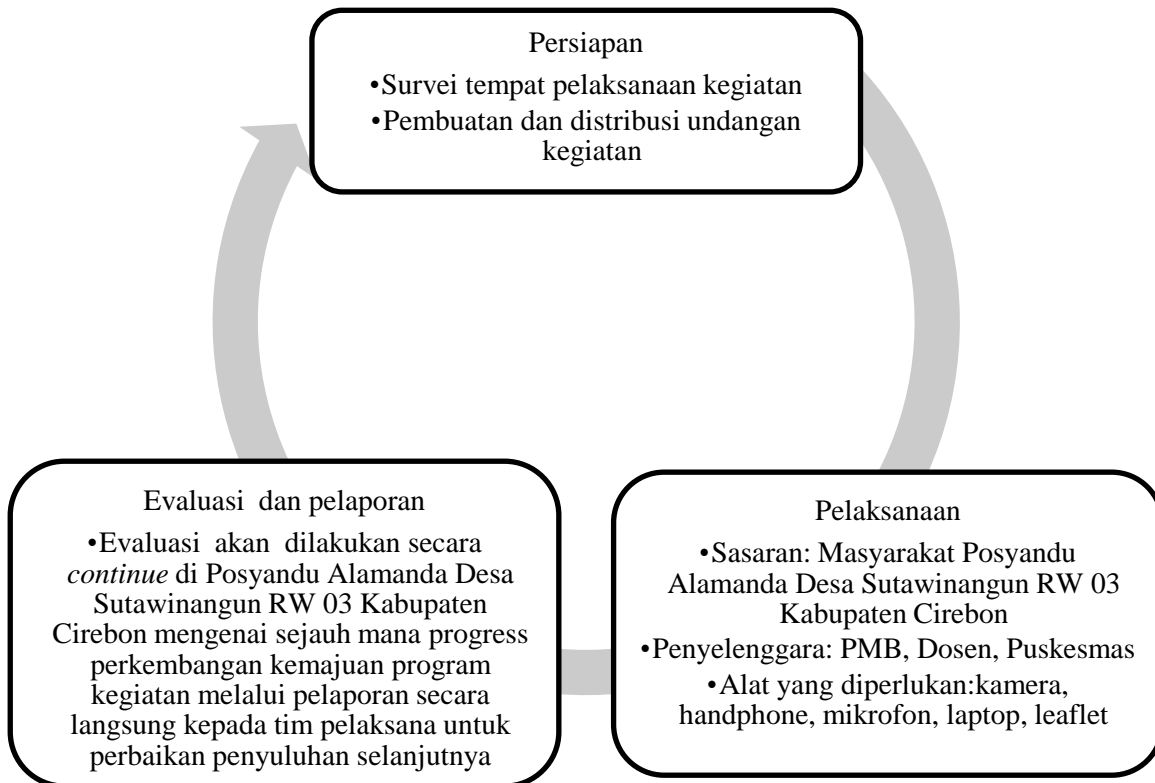 Persiapan
•Survei tempat pelaksanaan kegiatan
•Pembuatan dan distribusi undangan
kegiatan
Pelaksanaan
•Sasaran: Masyarakat Posyandu
Alamanda Desa Sutawinangun RW 03
Kabupaten Cirebon
•Penyelenggara: PMB, Dosen, Puskesmas
•Alat yang diperlukan:kamera,
handphone, mikrofon, laptop, leaflet
Evaluasi dan pelaporan
•Evaluasi akan dilakukan secara
continue di Posyandu Alamanda Desa
Sutawinangun RW 03 Kabupaten
Cirebon mengenai sejauh mana progress
perkembangan kemajuan program
kegiatan melalui pelaporan secara
langsung kepada tim pelaksana untuk
perbaikan penyuluhan selanjutnya